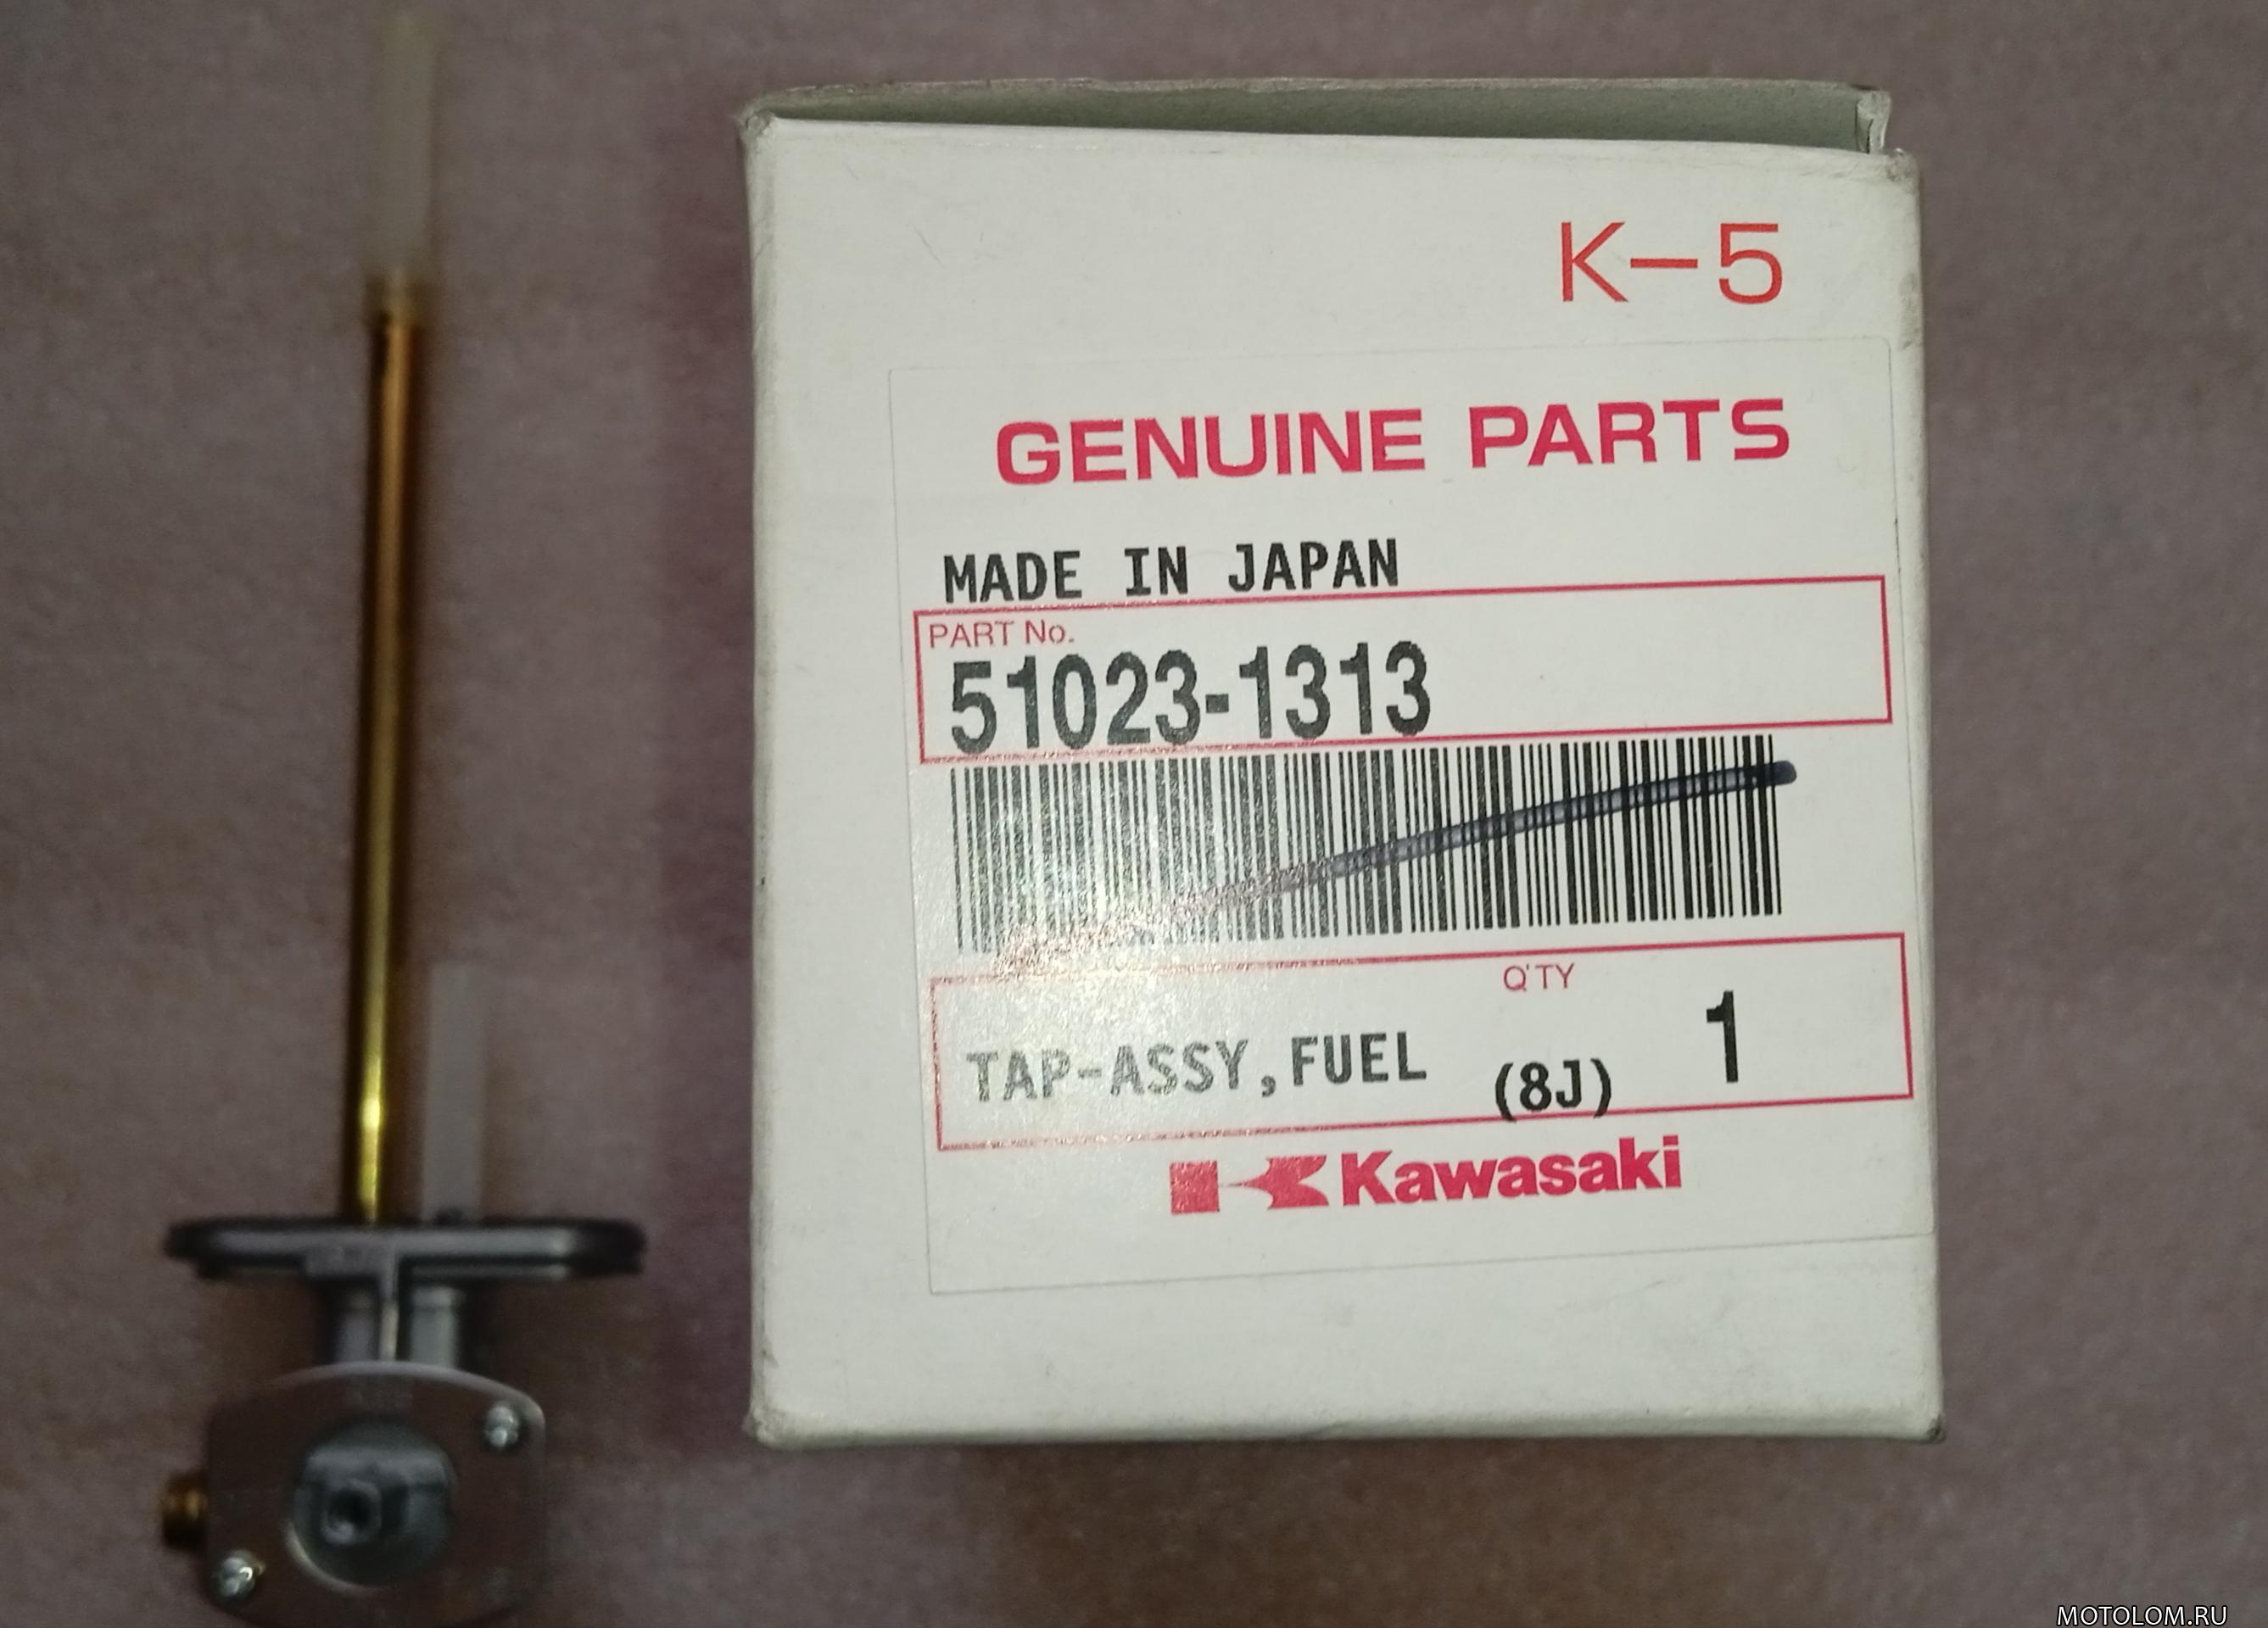 K-5
GENUINE PARTS
MADE IN JAPAN
PART No.
51023-1313
Q'TY
TAP-ASSY,FUEL (8J) 1
Kawasaki
MOTOLOM.RU